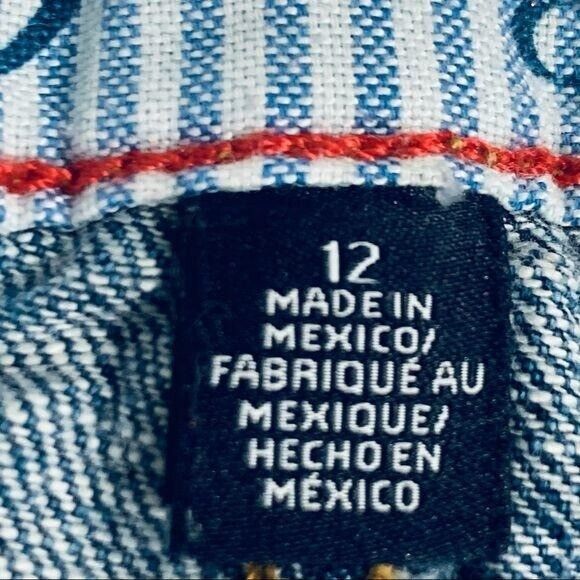 12
MADE IN
MEXICO/
FABRIQUÉ AU
MEXIQUE/
HECHO EN
MÉXICO